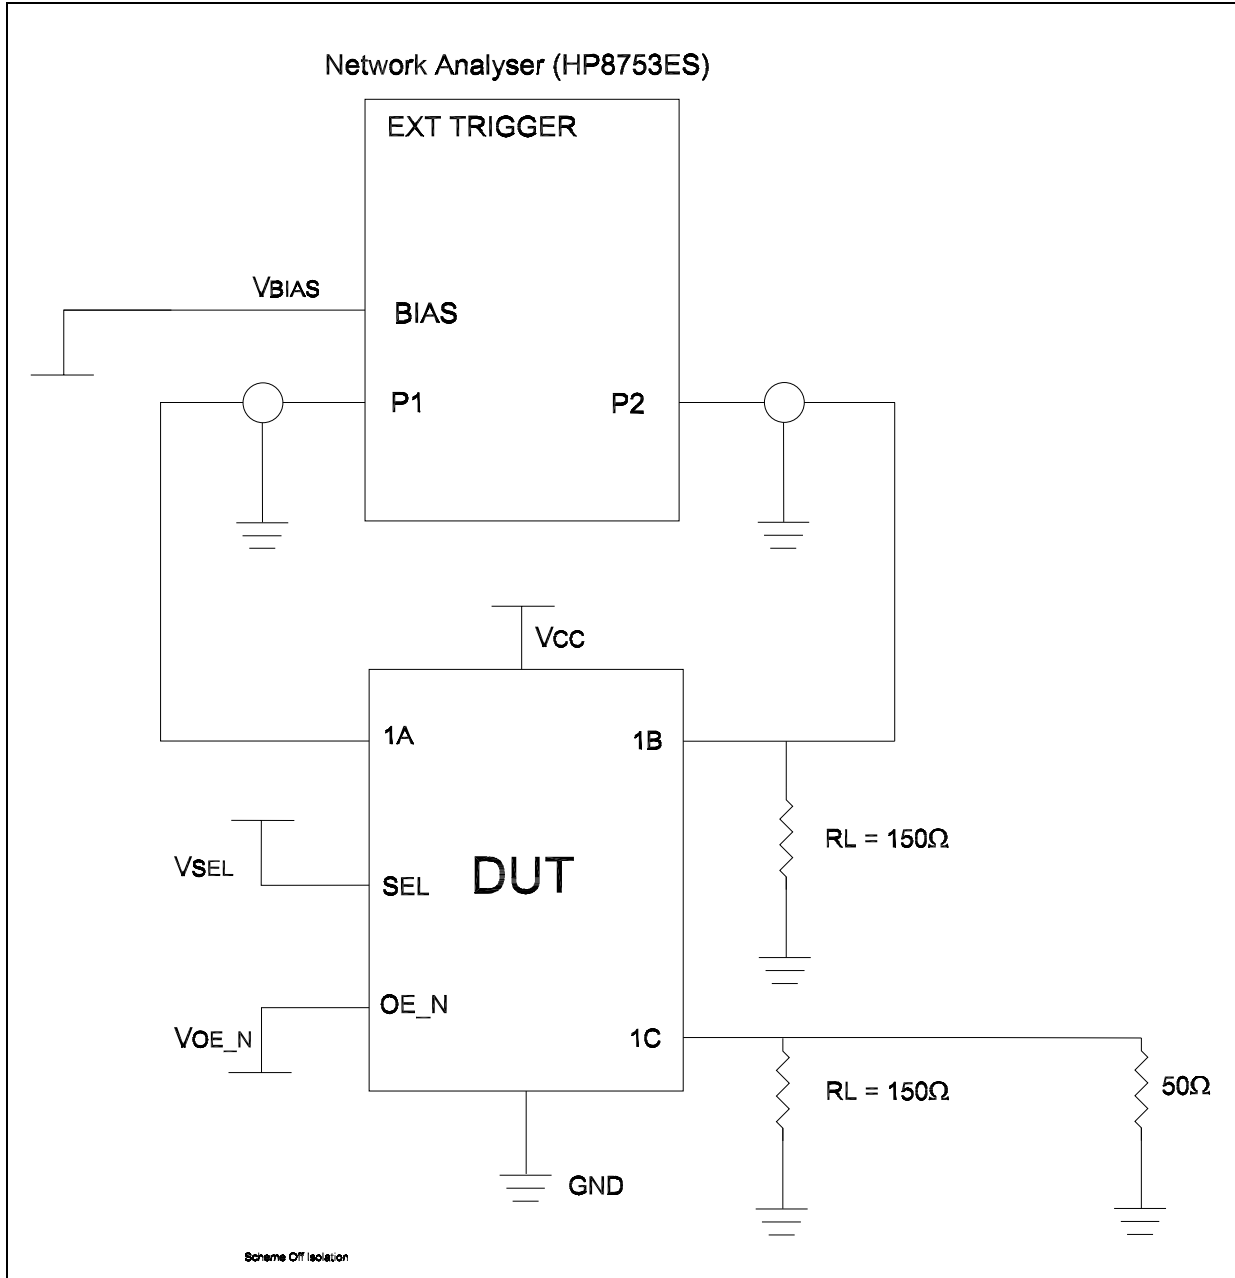 Network Analyser (HP8753ES)
EXT TRIGGER
VBIAS
BIAS
P1
P2
VCC
1A
1B
RL = 150Ω
VSEL
SEL
DUT
OE_N
VOE_N
1C
RL = 150Ω
50Ω
GND
Scheme Off Isolation